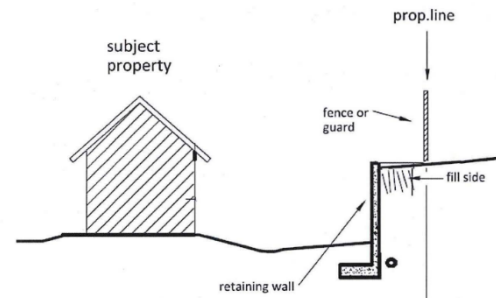 prop.line
subject
property
fence or
guard
fill side
retaining wall